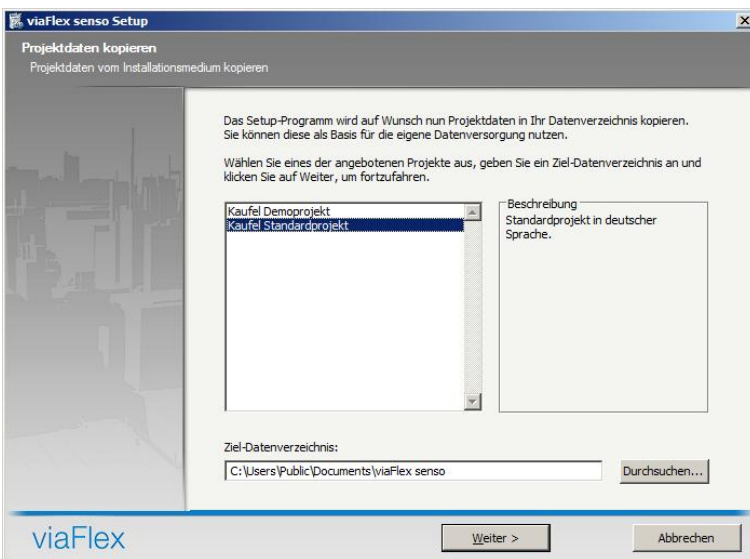 viaFlex senso Setup
Projektdaten kopieren
Projektdaten vom Installationsmedium kopieren
Das Setup-Programm wird auf Wunsch nun Projektdaten in Ihr Datenverzeichnis kopieren.
Sie können diese als Basis für die eigene Datenversorgung nutzen.
Wählen Sie eines der angebotenen Projekte aus, geben Sie ein Ziel-Datenverzeichnis an und
klicken Sie auf Weiter, um fortzufahren.
Kaufel Demoprojekt
Kaufel Standardprojekt
Beschreibung
Standardprojekt in deutscher
Sprache.
Ziel-Datenverzeichnis:
C:\Users\Public\Documents\viaFlex senso
Durchsuchen...
viaFlex
Weiter >
Abbrechen